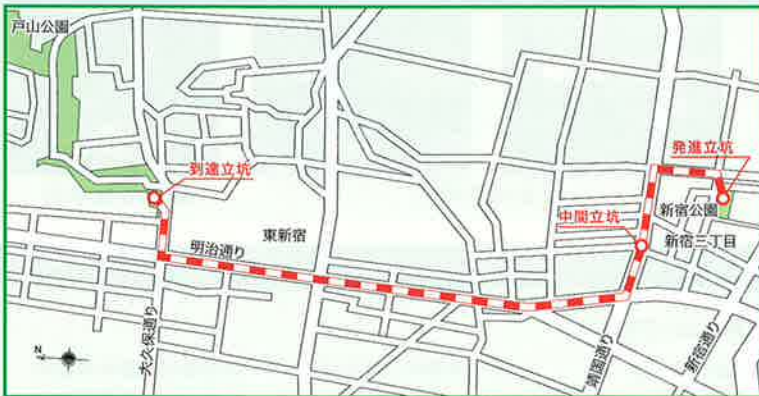 戸山公園
到達立坑
発進立坑
新宿公園
中間立坑
新宿三丁目
東新宿
明治通り
大久保通り
靖国通り
新宿通り
N